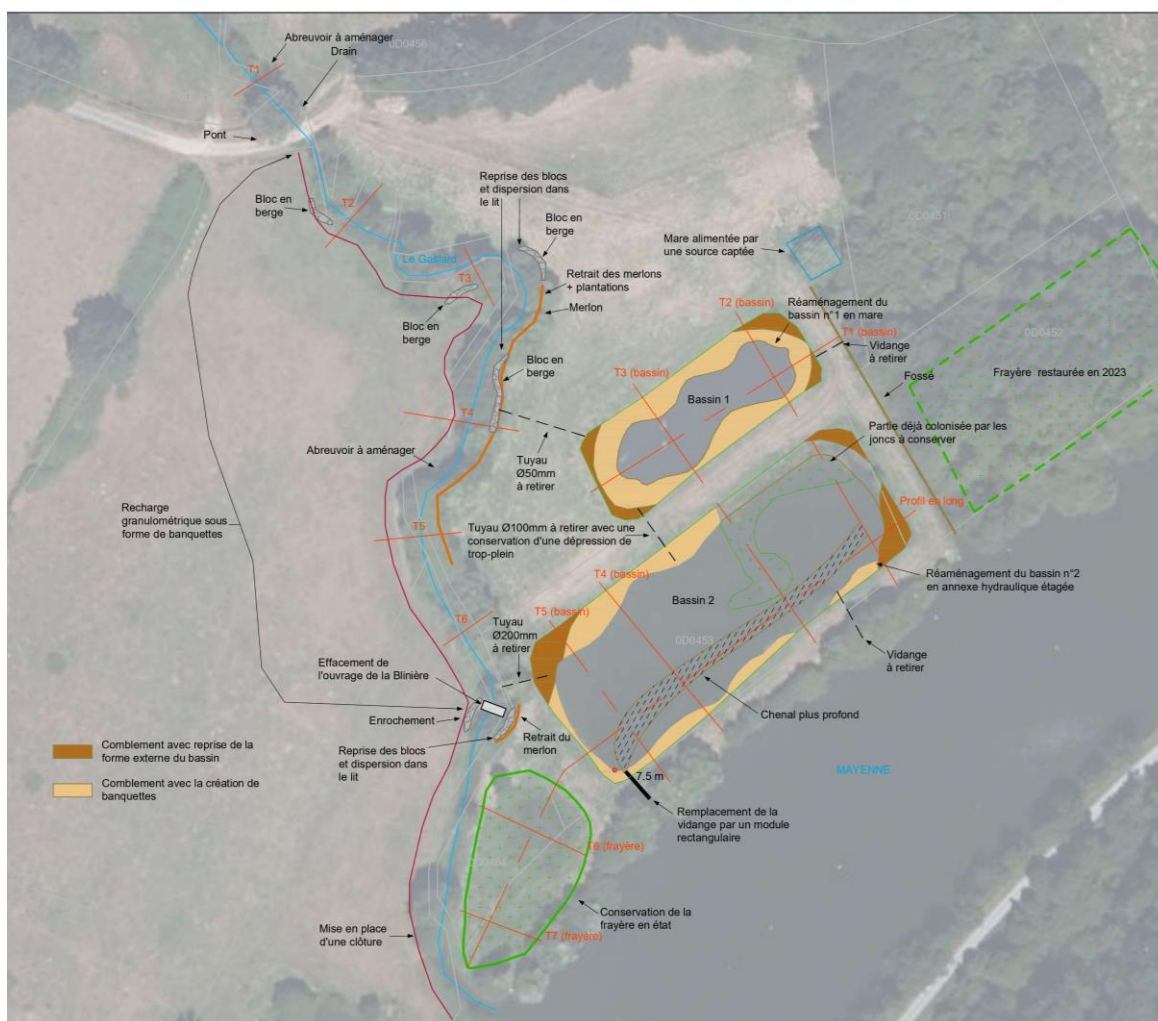 Abreuvoir à aménager
Drain
0D0456
T1
Pont
Reprise des blocs
et dispersion dans
le lit
Bloc en
berge
T2
Bloc en
berge
Le Gastard
T3
Retrait des merlons
+ plantations
Merlon
Bloc en
berge
Bloc en
berge
T4
Abreuvoir à aménager
T5
T6
Mare alimentée par
une source captée
0D0451
T2 (bassin)
Réaménagement du
bassin n°1 en mare
T1 (bassin)
Vidange
à retirer
T3 (bassin)
Bassin 1
Fossé
0D0452
Frayère restaurée en 2023
Partie déjà colonisée par les
joncs à conserver
Tuyau
Ø50mm
à retirer
Profil en long
Tuyau Ø100mm à retirer avec une
conservation d'une dépression de
trop-plein
T4 (bassin)
Réaménagement du bassin n°2
en annexe hydraulique étagée
Bassin 2
T5 (bassin)
0D0453
Recharge
granulométrique sous
forme de banquettes
Tuyau
Ø200mm
à retirer
Vidange
à retirer
Effacement de
l'ouvrage de la Blinière
Enrochement
Chenal plus profond
Reprise des blocs
et dispersion dans
le lit
Retrait du
merlon
Comblement avec reprise de la
forme externe du bassin
Comblement avec la création de
banquettes
MAYENNE
7.5 m
Remplacement de la
vidange par un module
rectangulaire
T6 (frayère)
Conservation de la
frayère en état
T7 (frayère)
Mise en place
d'une clôture